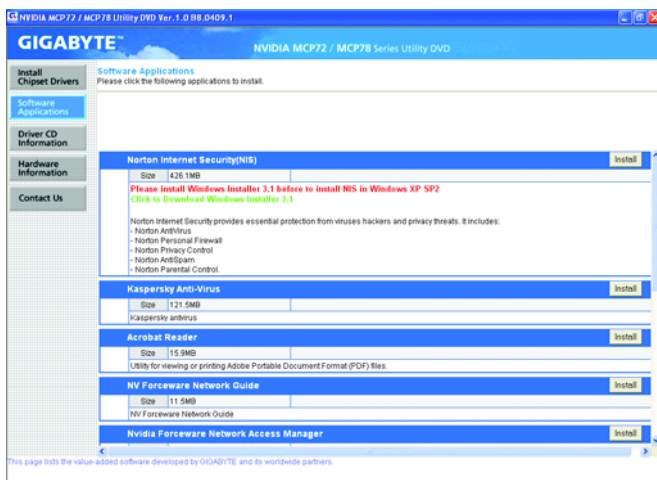 NVIDIA MCP72 / MCP78 Utility DVD Ver.1.0 B8.0409.1
GIGABYTE™
NVIDIA MCP72 / MCP78 Series Utility DVD
Install
Chipset Drivers
Software
Applications
Driver CD
Information
Hardware
Information
Contact Us
Software Applications
Please click the following applications to install.
Norton Internet Security(NIS)
Install
Size 426.1MB
Please install Windows Installer 3.1 before to install NIS in Windows XP SP2
Click to Download Windows Installer 3.1
Norton Internet Security provides essential protection from viruses hackers and privacy threats. It includes:
- Norton AntiVirus
- Norton Personal Firewall
- Norton Privacy Control
- Norton AntiSpam
- Norton Parental Control.
Kaspersky Anti-Virus
Install
Size 121.5MB
Kaspersky antivirus
Acrobat Reader
Install
Size 15.9MB
Utility for viewing or printing Adobe Portable Document Format (PDF) files.
NV Forceware Network Guide
Install
Size 11.5MB
NV Forceware Network Guide
Nvidia Forceware Network Access Manager
Install
This page lists the value-added software developed by GIGABYTE and its worldwide partners.